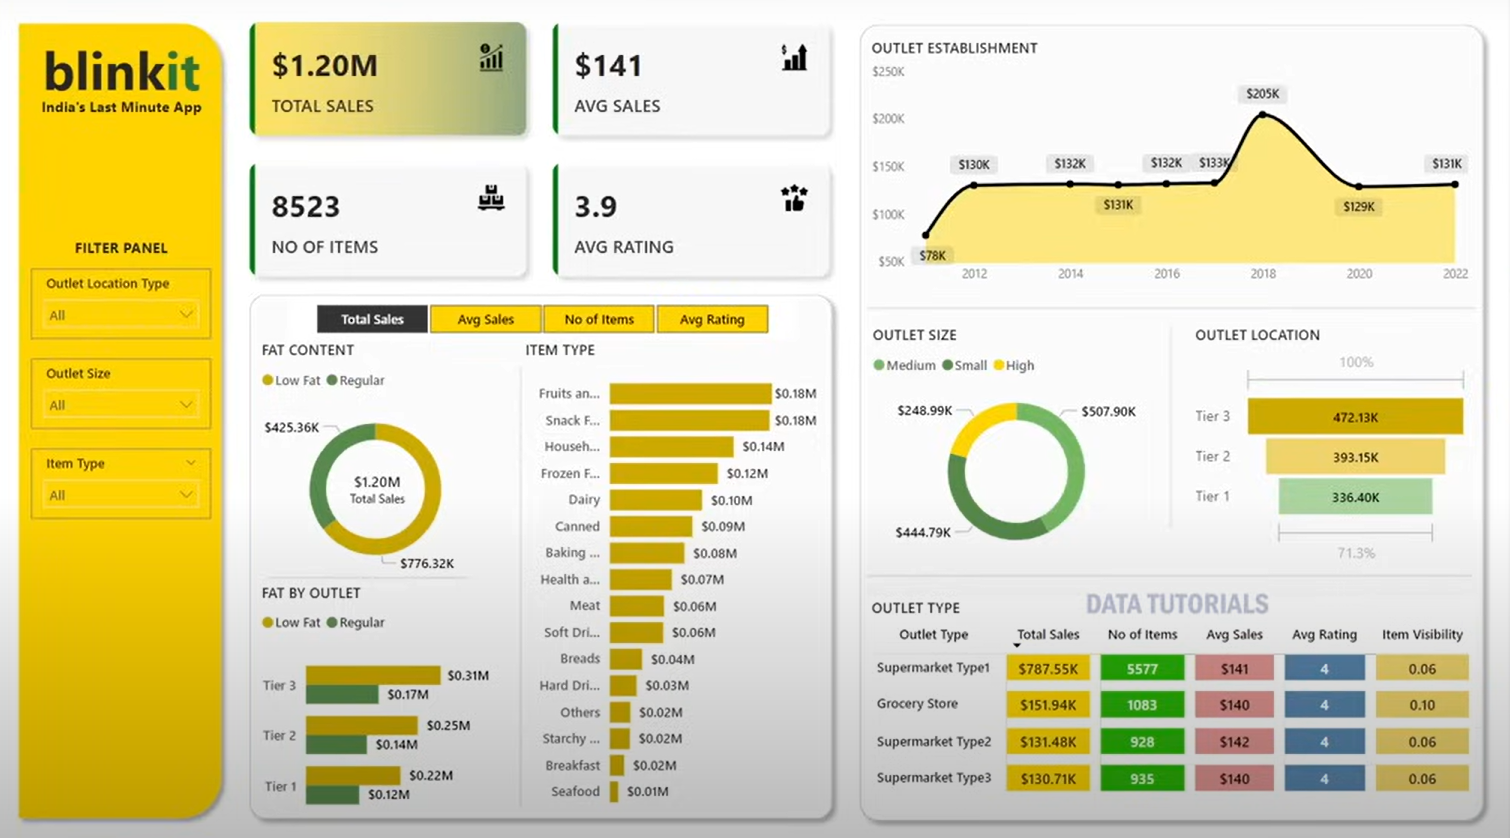 blinkit
India's Last Minute App
FILTER PANEL
Outlet Location Type
All
Outlet Size
All
Item Type
All
$1.20M
TOTAL SALES
$141
AVG SALES
8523
NO OF ITEMS
3.9
AVG RATING
Total Sales Avg Sales No of Items Avg Rating
FAT CONTENT
Low Fat Regular
$425.36K
$1.20M
Total Sales
$776.32K
FAT BY OUTLET
Low Fat Regular
Tier 3 $0.31M
$0.17M
Tier 2 $0.25M
$0.14M
Tier 1 $0.22M
$0.12M
ITEM TYPE
Fruits an... $0.18M
Snack F... $0.18M
Househ... $0.14M
Frozen F... $0.12M
Dairy $0.10M
Canned $0.09M
Baking ... $0.08M
Health a... $0.07M
Meat $0.06M
Soft Dri... $0.06M
Breads $0.04M
Hard Dri... $0.03M
Others $0.02M
Starchy ... $0.02M
Breakfast $0.02M
Seafood $0.01M
OUTLET ESTABLISHMENT
$250K
$200K
$150K
$100K
$50K
$78K $130K $132K $131K $132K $133K $205K $129K $131K
2012 2014 2016 2018 2020 2022
OUTLET SIZE
Medium Small High
$248.99K $507.90K
$444.79K
OUTLET LOCATION
100%
Tier 3 472.13K
Tier 2 393.15K
Tier 1 336.40K
71.3%
DATA TUTORIALS
OUTLET TYPE
Outlet Type Total Sales No of Items Avg Sales Avg Rating Item Visibility
Supermarket Type1 $787.55K 5577 $141 4 0.06
Grocery Store $151.94K 1083 $140 4 0.10
Supermarket Type2 $131.48K 928 $142 4 0.06
Supermarket Type3 $130.71K 935 $140 4 0.06